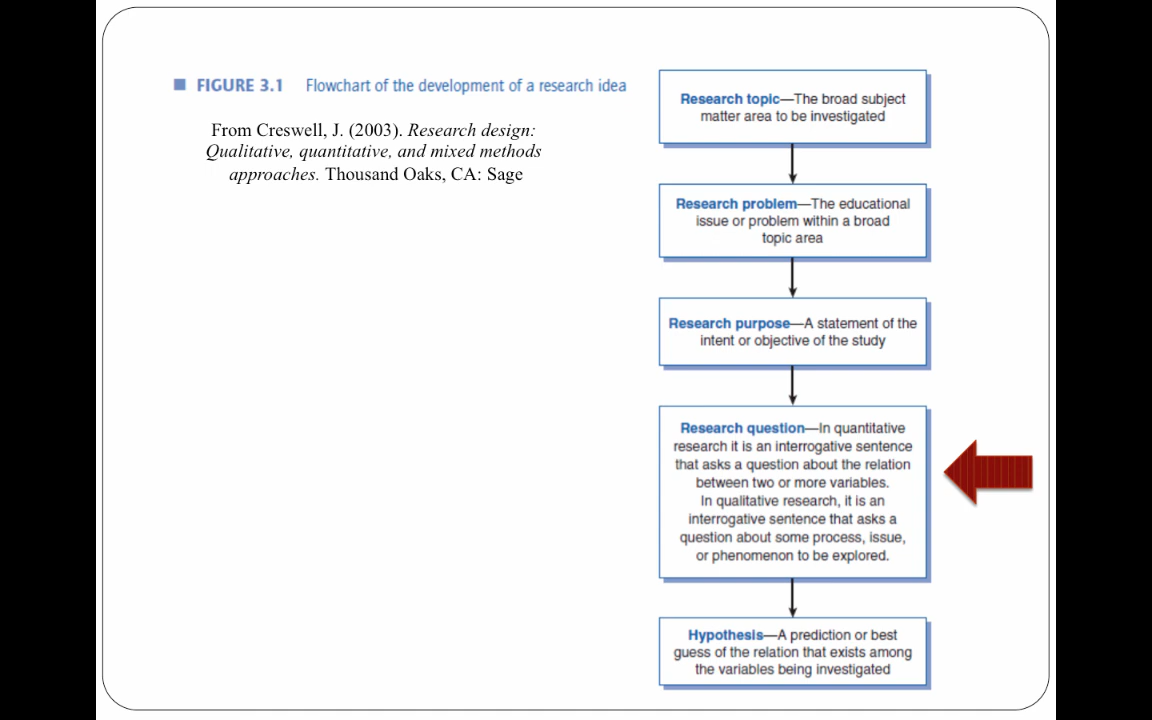 ■ FIGURE 3.1 Flowchart of the development of a research idea
From Creswell, J. (2003). Research design:
Qualitative, quantitative, and mixed methods
approaches. Thousand Oaks, CA: Sage
Research topic—The broad subject
matter area to be investigated
Research problem—The educational
issue or problem within a broad
topic area
Research purpose—A statement of the
intent or objective of the study
Research question—In quantitative
research it is an interrogative sentence
that asks a question about the relation
between two or more variables.
In qualitative research, it is an
interrogative sentence that asks a
question about some process, issue,
or phenomenon to be explored.
Hypothesis—A prediction or best
guess of the relation that exists among
the variables being investigated